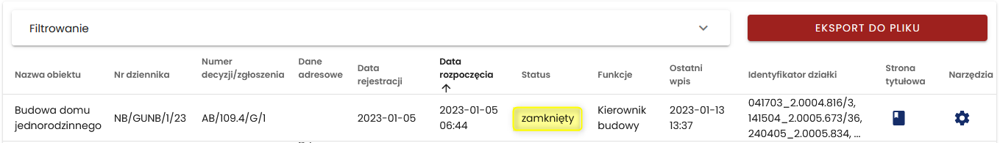 Filtrowanie
EKSPORT DO PLIKU
Nazwa obiektu
Nr dziennika
Numer
decyzji/zgłoszenia
Dane
adresowe
Data
rejestracji
Data
rozpoczęcia
Status
Funkcje
Ostatni
wpis
Identyfikator działki
Strona
tytułowa
Narzędzia
Budowa domu
jednorodzinnego
NB/GUNB/1/23
AB/109.4/G/1
2023-01-05
2023-01-05
06:44
zamknięty
Kierownik
budowy
2023-01-13
13:37
041703_2.0004.816/3,
141504_2.0005.673/36,
240405_2.0005.834, ...